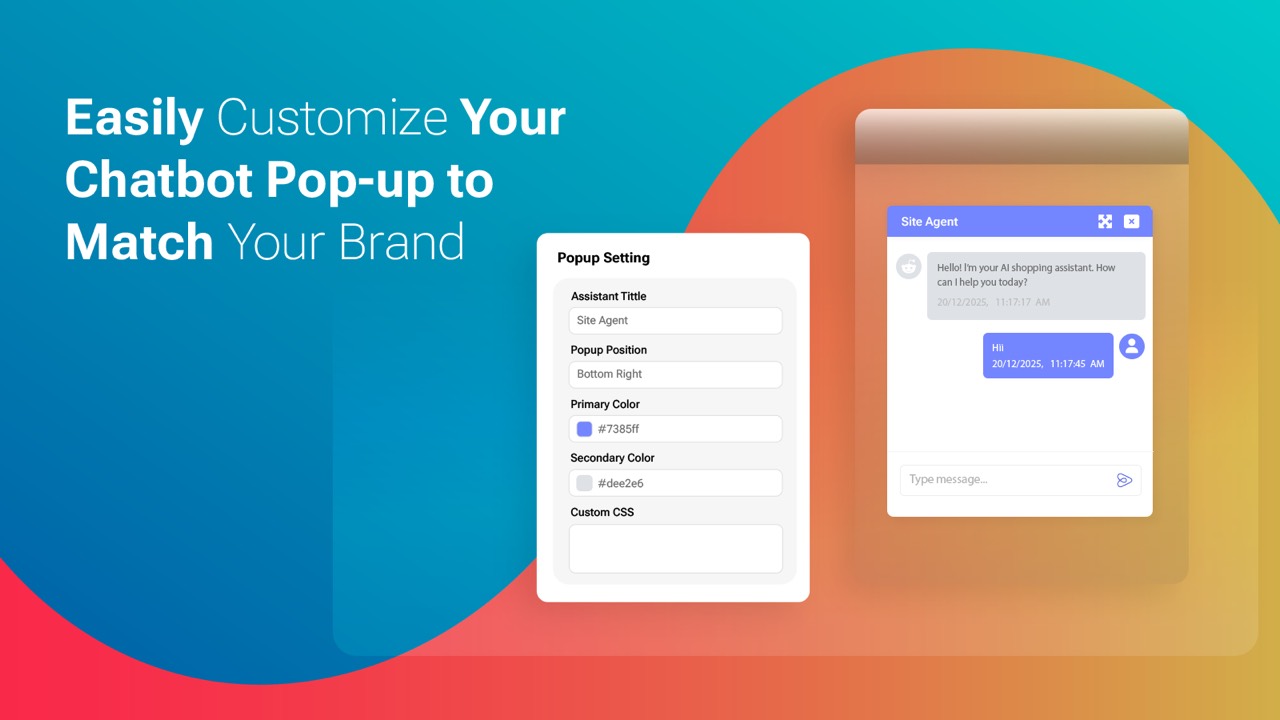 Easily Customize Your
Chatbot Pop-up to
Match Your Brand
Popup Setting
Assistant Tittle
Site Agent
Popup Position
Bottom Right
Primary Color
#7385ff
Secondary Color
#dee2e6
Custom CSS
Site Agent
Hello! I'm your AI shopping assistant. How
can I help you today?
20/12/2025, 11:17:17 AM
Hii
20/12/2025, 11:17:45 AM
Type message...